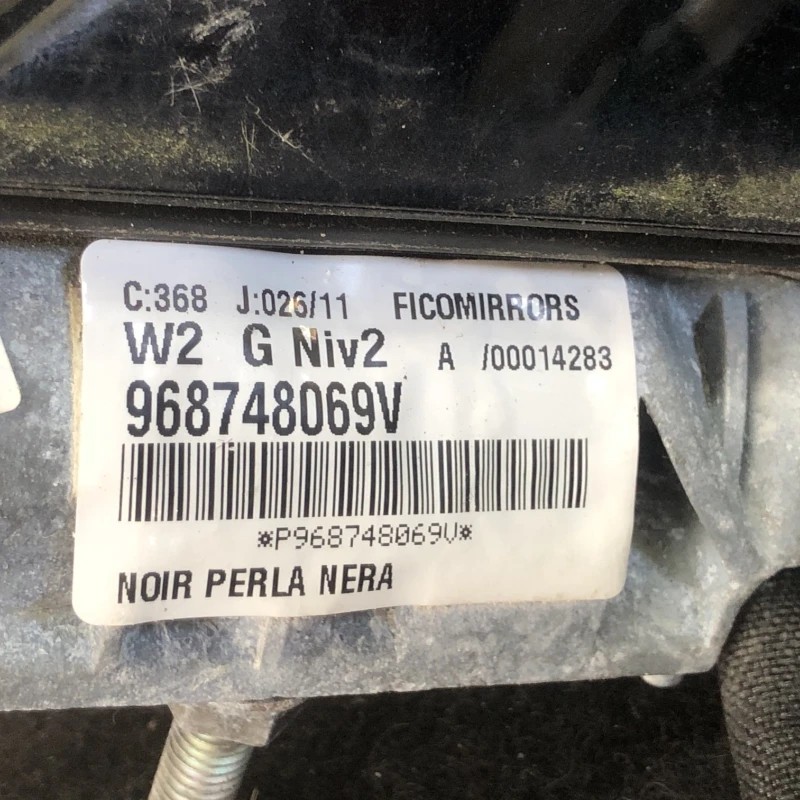 C:368 J:026/11 FICOMIRRORS
W2 G Niv2 A /00014283
968748069V
*P968748069V*
NOIR PERLA NERA